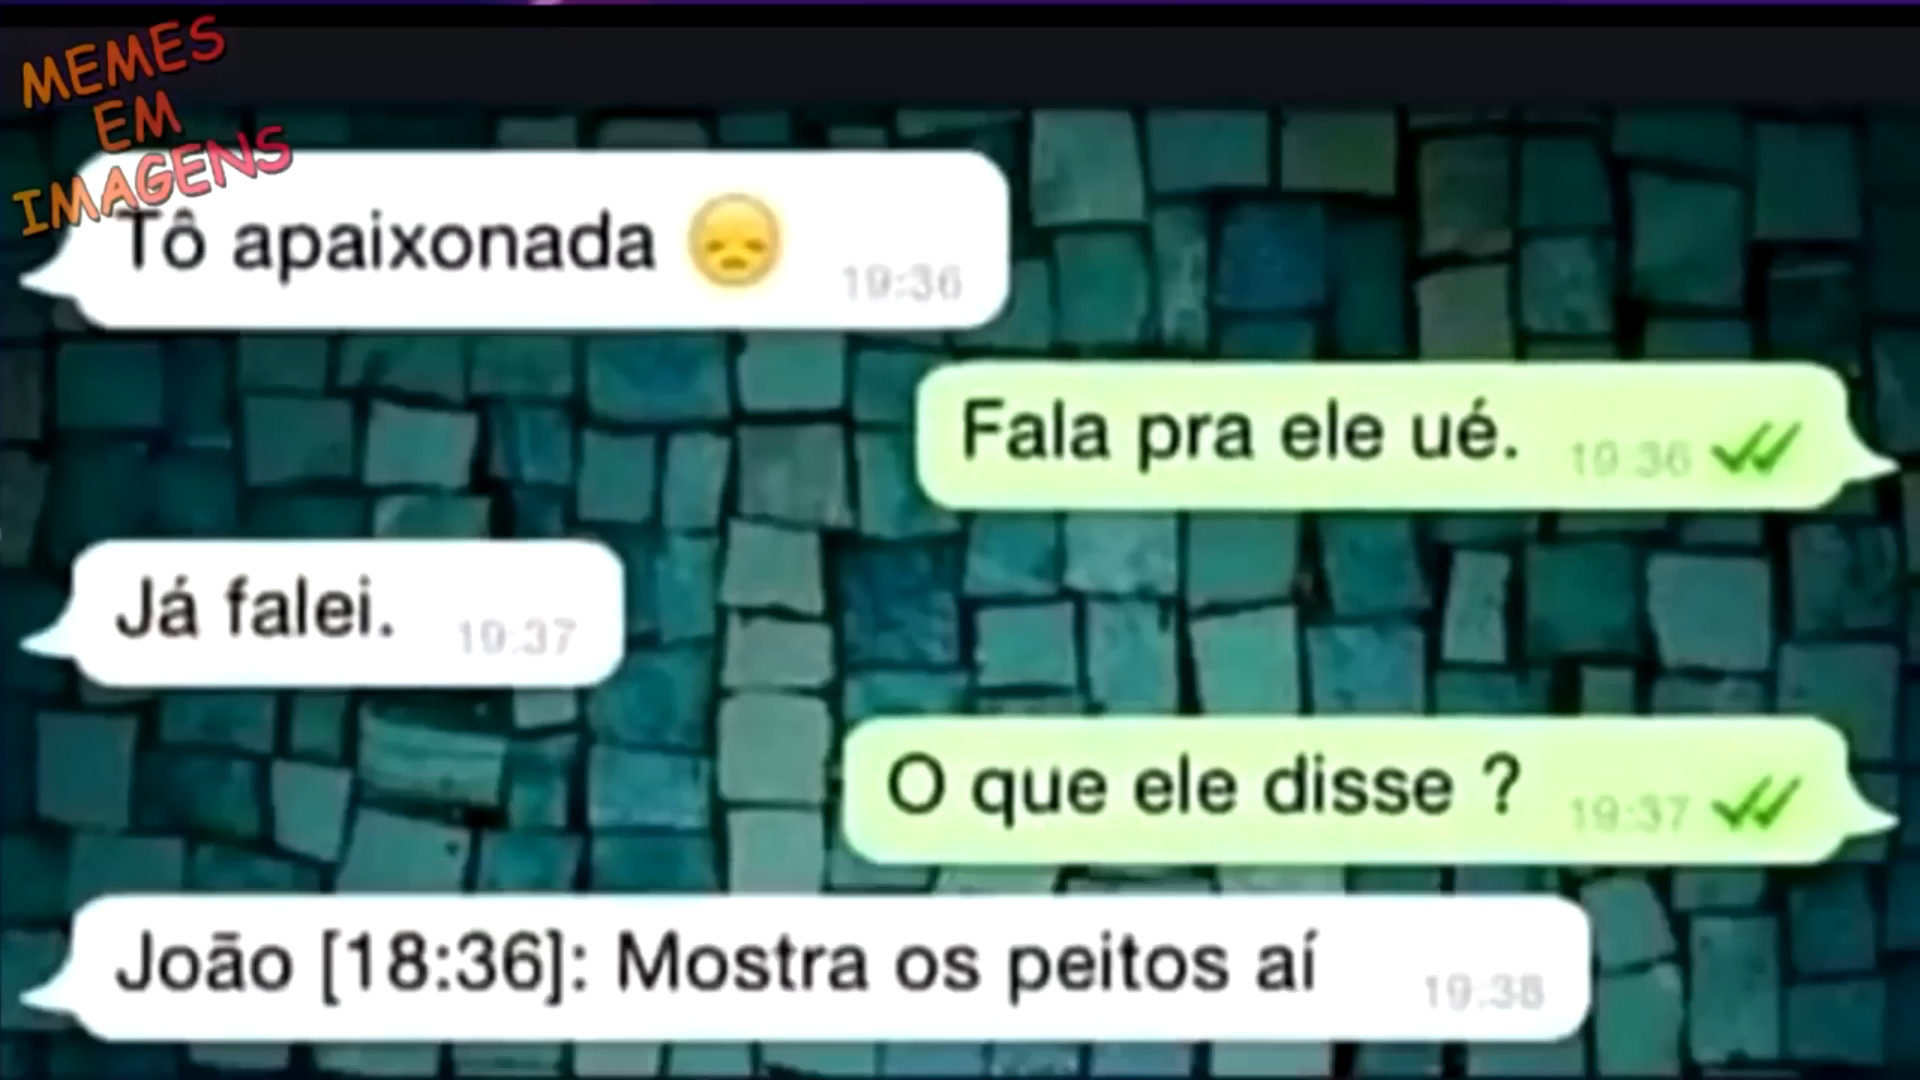 MEMES
EM
IMAGENS
Tô apaixonada 😞 19:36
Fala pra ele ué. 19:36
Já falei. 19:37
O que ele disse ? 19:37
João [18:36]: Mostra os peitos aí 19:38